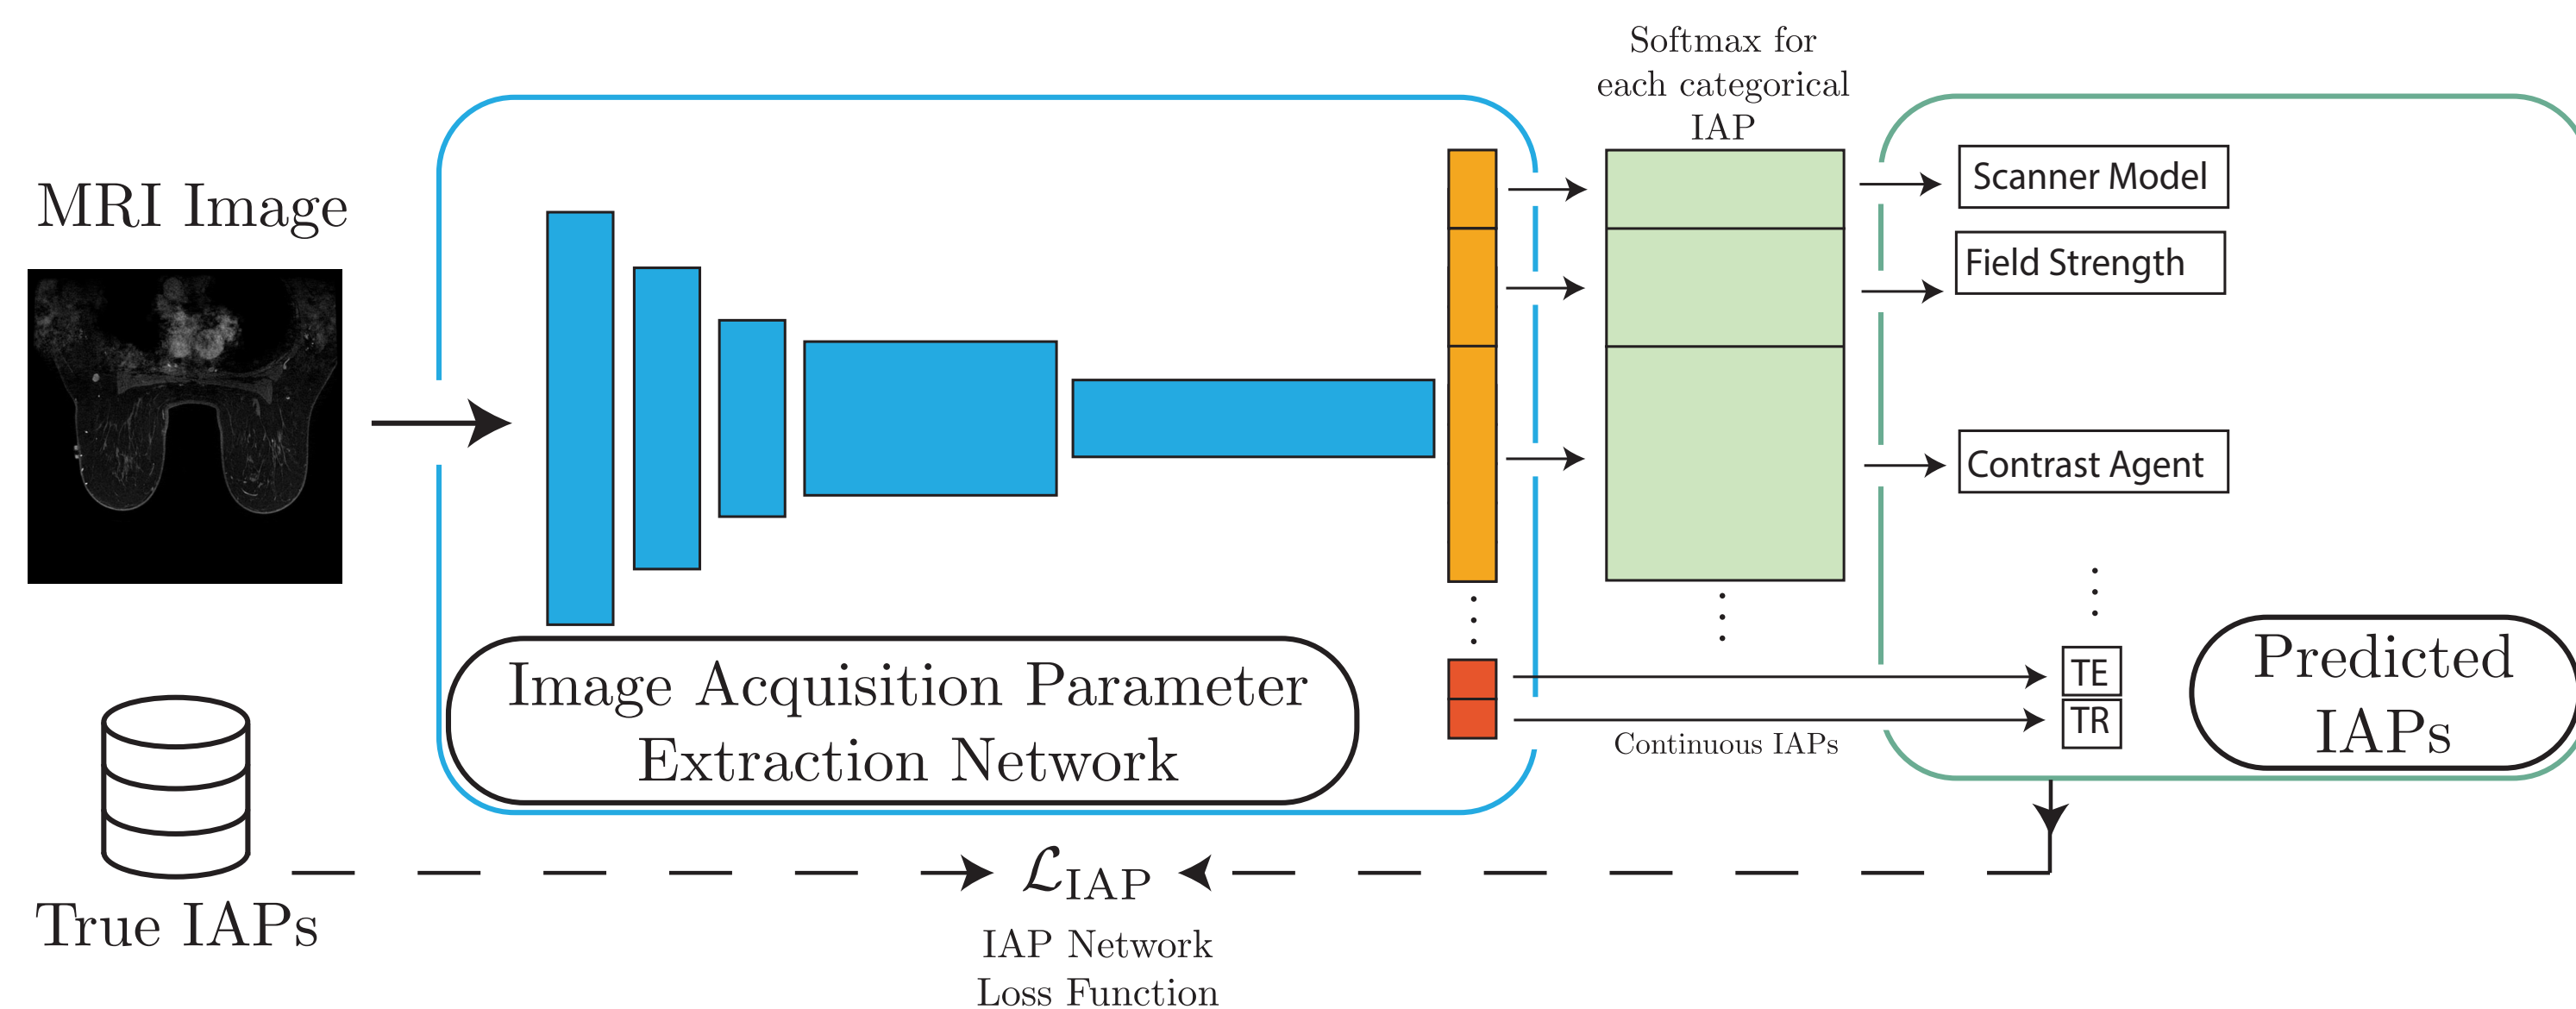 Softmax for
each categorical
IAP
MRI Image
Scanner Model
Field Strength
Contrast Agent
Image Acquisition Parameter
Extraction Network
TE
TR
Continuous IAPs
Predicted
IAPs
True IAPs
ℒIAP
IAP Network
Loss Function